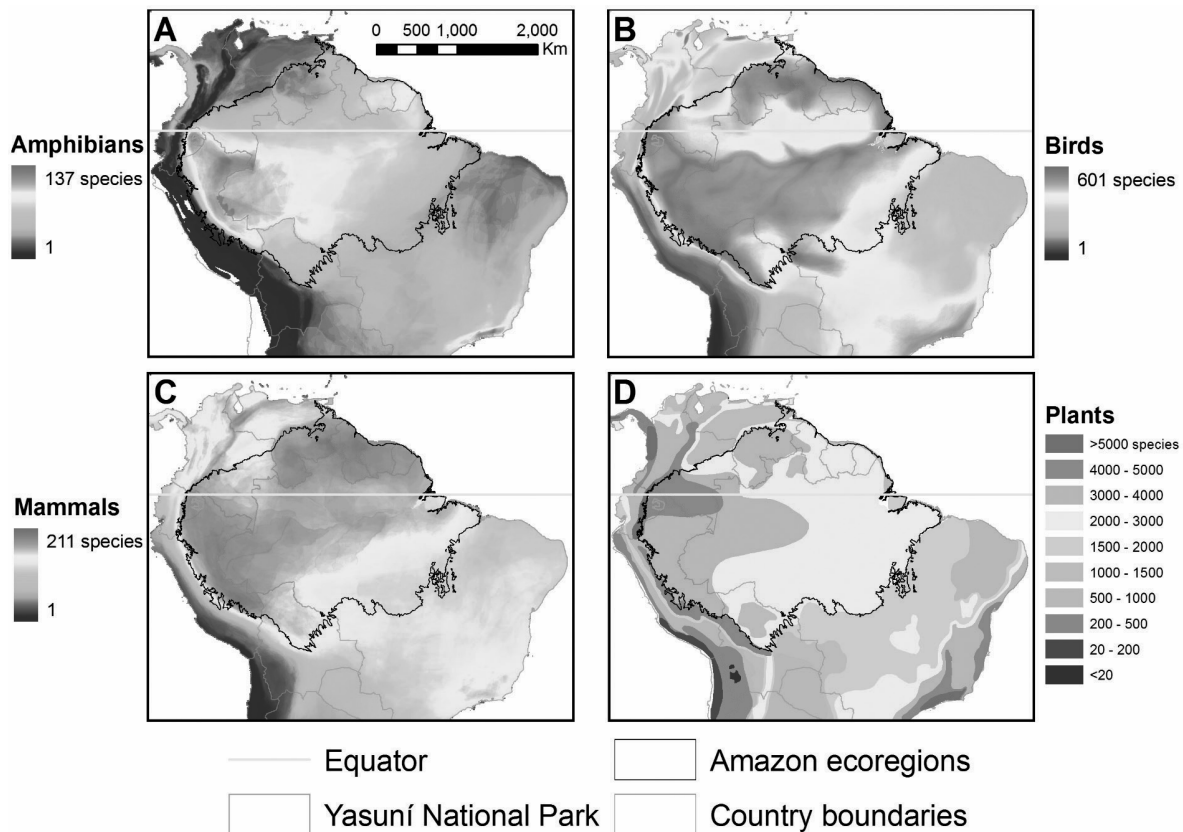 A
0 500 1,000 2,000
Km
B
Amphibians
137 species
1
Birds
601 species
1
C
D
Mammals
211 species
1
Plants
>5000 species
4000 - 5000
3000 - 4000
2000 - 3000
1500 - 2000
1000 - 1500
500 - 1000
200 - 500
20 - 200
<20
Equator
Amazon ecoregions
Yasuní National Park
Country boundaries